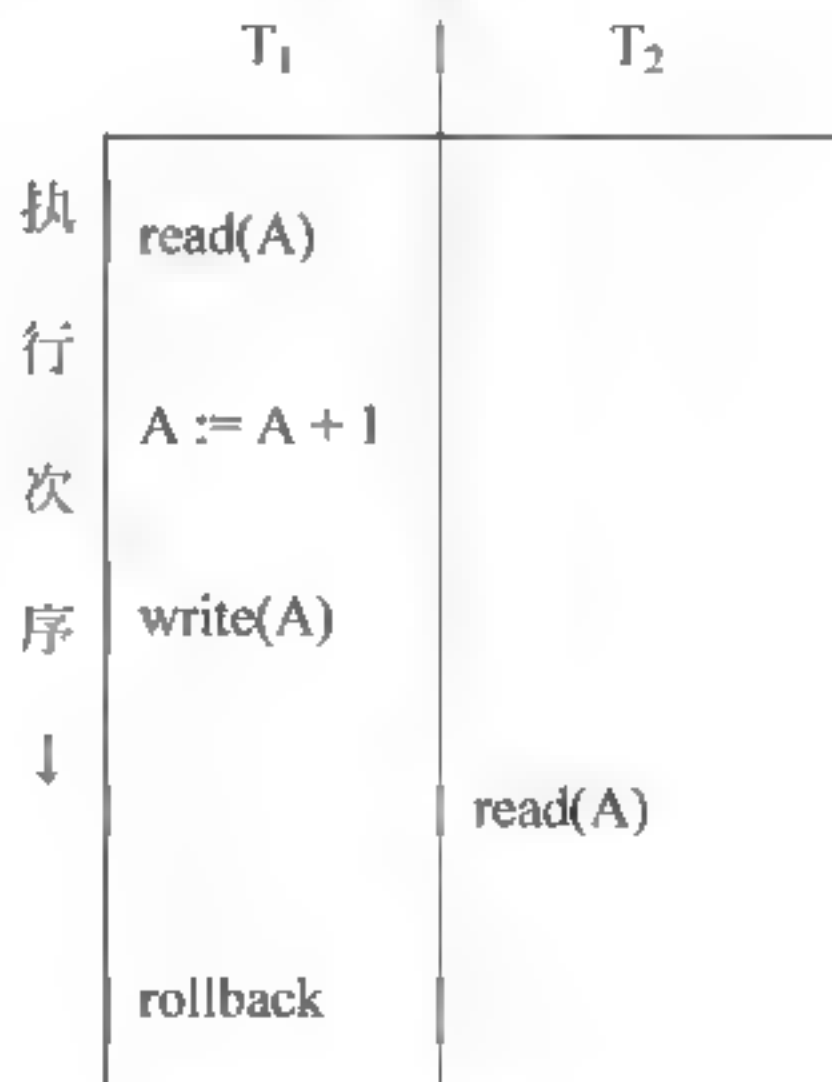 T₁ T₂
执行次序
↓
read(A)
A := A + 1
write(A)
read(A)
rollback